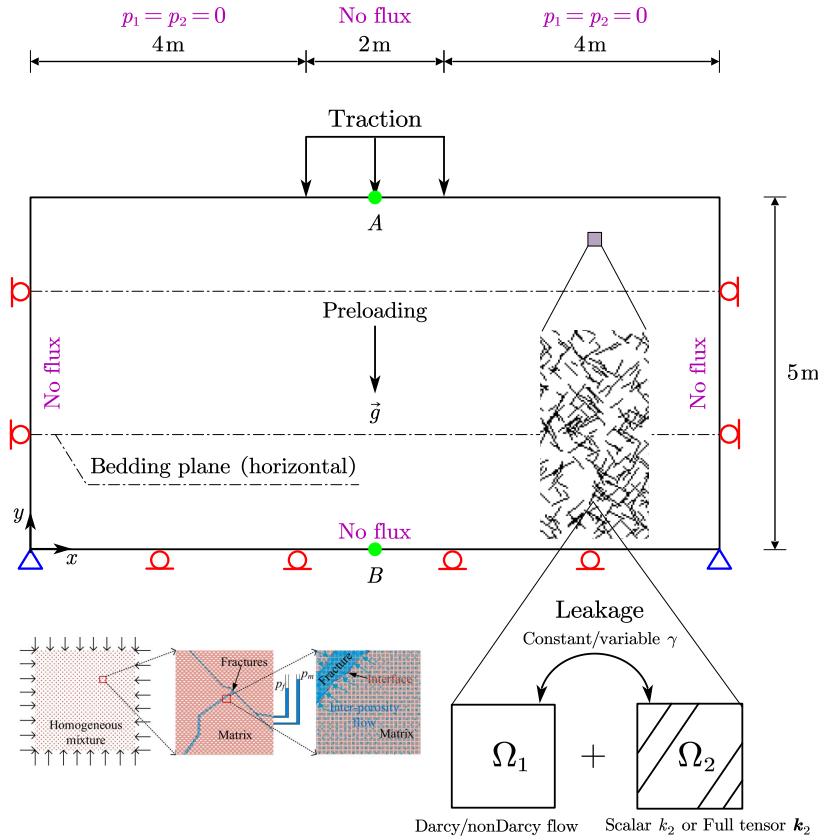 p₁ = p₂ = 0
No flux
p₁ = p₂ = 0
4 m
2 m
4 m
Traction
A
Preloading
No flux
No flux
5 m
g⃗
Bedding plane (horizontal)
y
No flux
x
B
Leakage
Constant/variable γ
Fractures
p_f
p_m
Fracture
Interface
Homogeneous
mixture
Inter-porosity
flow
Matrix
Matrix
Ω₁
+
Ω₂
Darcy/nonDarcy flow
Scalar k₂ or Full tensor 𝒌₂